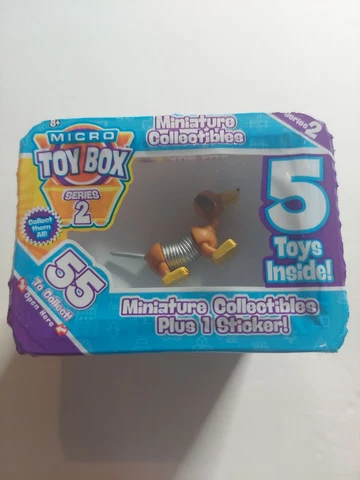 8+
MICRO
TOY BOX
SERIES
2
Collect
them
All!
Miniature
Collectibles
Series 2
5
Toys
Inside!
55
To Collect!
Open Here
Miniature Collectibles
Plus 1 Sticker!